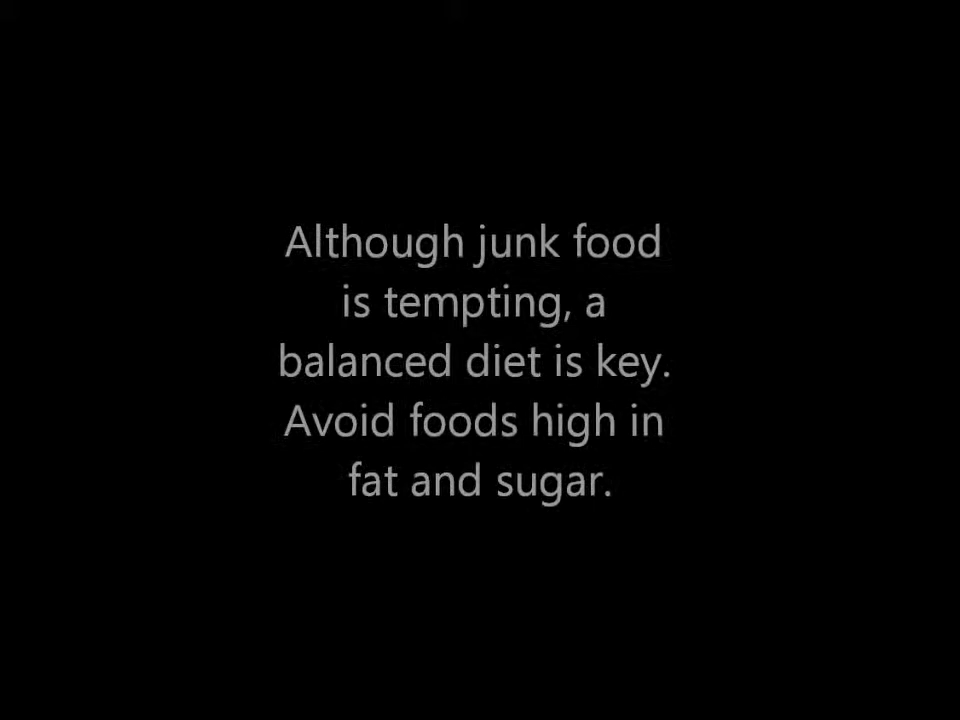 Although junk food
is tempting, a
balanced diet is key.
Avoid foods high in
fat and sugar.